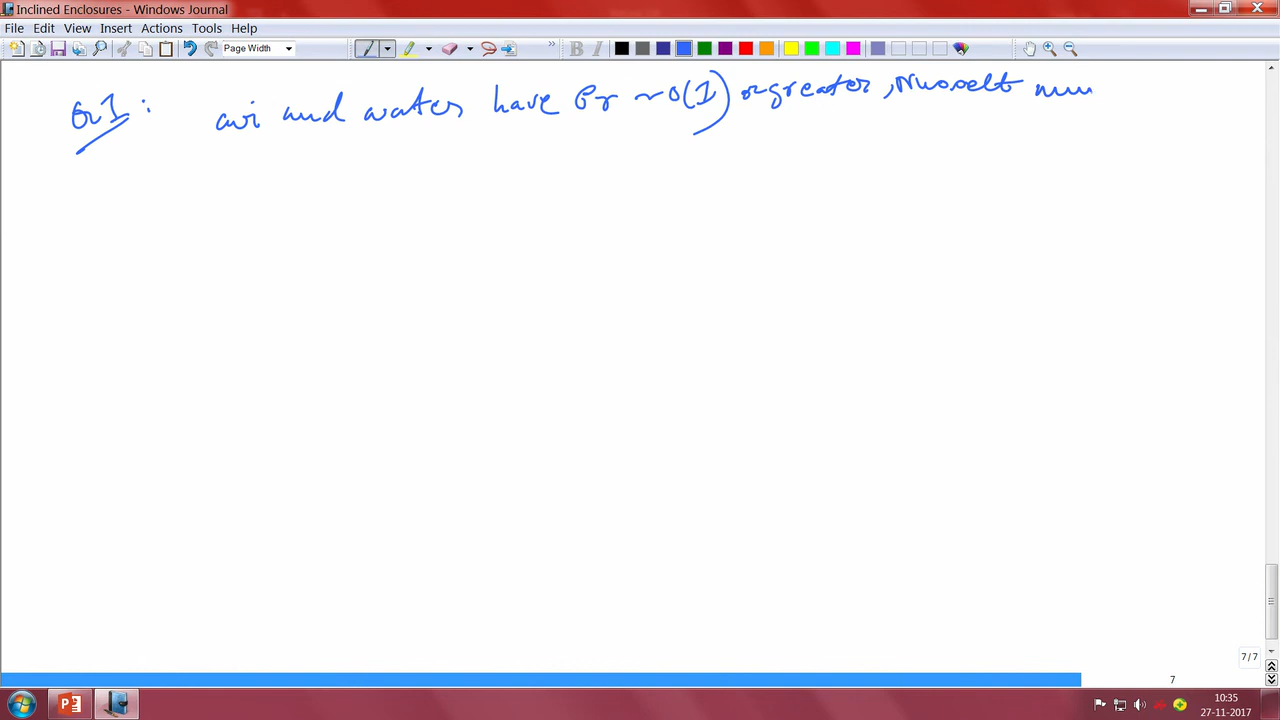 Inclined Enclosures - Windows Journal
File Edit View Insert Actions Tools Help
Page Width
air and water have Pr ~ O(1) or greater, Nusselt num
7/7
7
10:35
27-11-2017